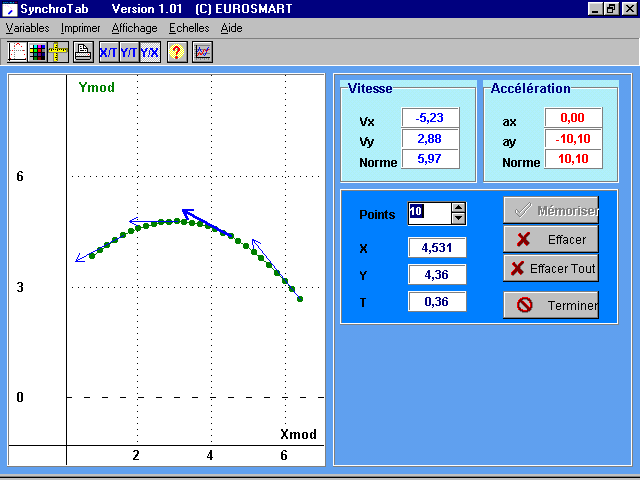 SynchroTab Version 1.01 (C) EUROSMART
Variables Imprimer Affichage Echelles Aide
X/T Y/T Y/X ?
Ymod
6
3
0
Xmod
2 4 6
Vitesse
Vx -5,23
Vy 2,88
Norme 5,97
Accélération
ax 0,00
ay -10,10
Norme 10,10
Points 10
X 4,531
Y 4,36
T 0,36
Mémoriser
Effacer
Effacer Tout
Terminer